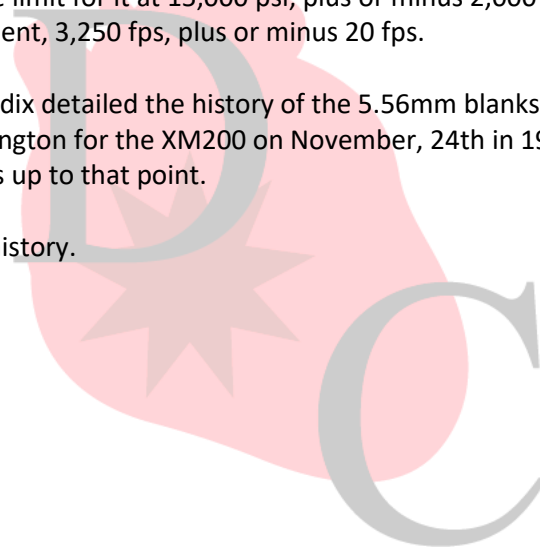 limit for it at 15,000 psi, plus or minus 2,000
ent, 3,250 fps, plus or minus 20 fps.
dix detailed the history of the 5.56mm blanks
ngton for the XM200 on November, 24th in 19
s up to that point.
istory.
D
C